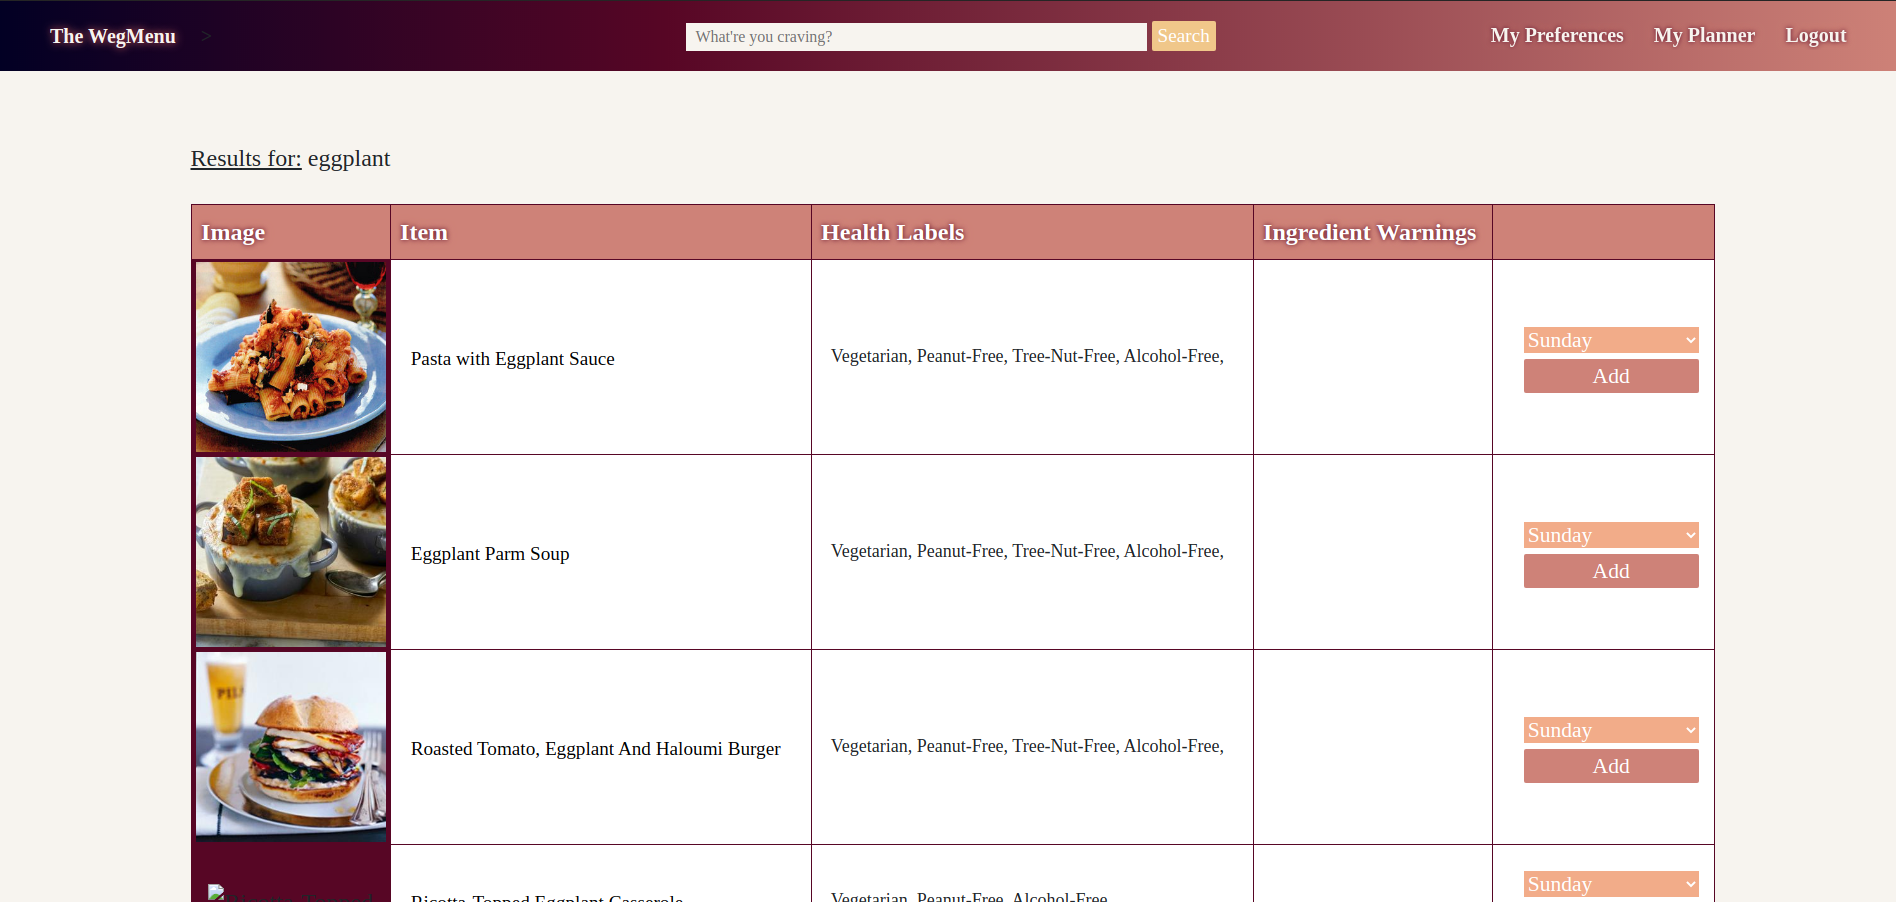 The WegMenu >
What're you craving? Search
My Preferences My Planner Logout
Results for: eggplant
Image Item Health Labels Ingredient Warnings
Pasta with Eggplant Sauce Vegetarian, Peanut-Free, Tree-Nut-Free, Alcohol-Free,
Sunday
Add
Eggplant Parm Soup Vegetarian, Peanut-Free, Tree-Nut-Free, Alcohol-Free,
Sunday
Add
PILS
Roasted Tomato, Eggplant And Haloumi Burger Vegetarian, Peanut-Free, Tree-Nut-Free, Alcohol-Free,
Sunday
Add
Ricotta-Topped Eggplant Casserole Vegetarian, Peanut-Free, Alcohol-Free
Sunday